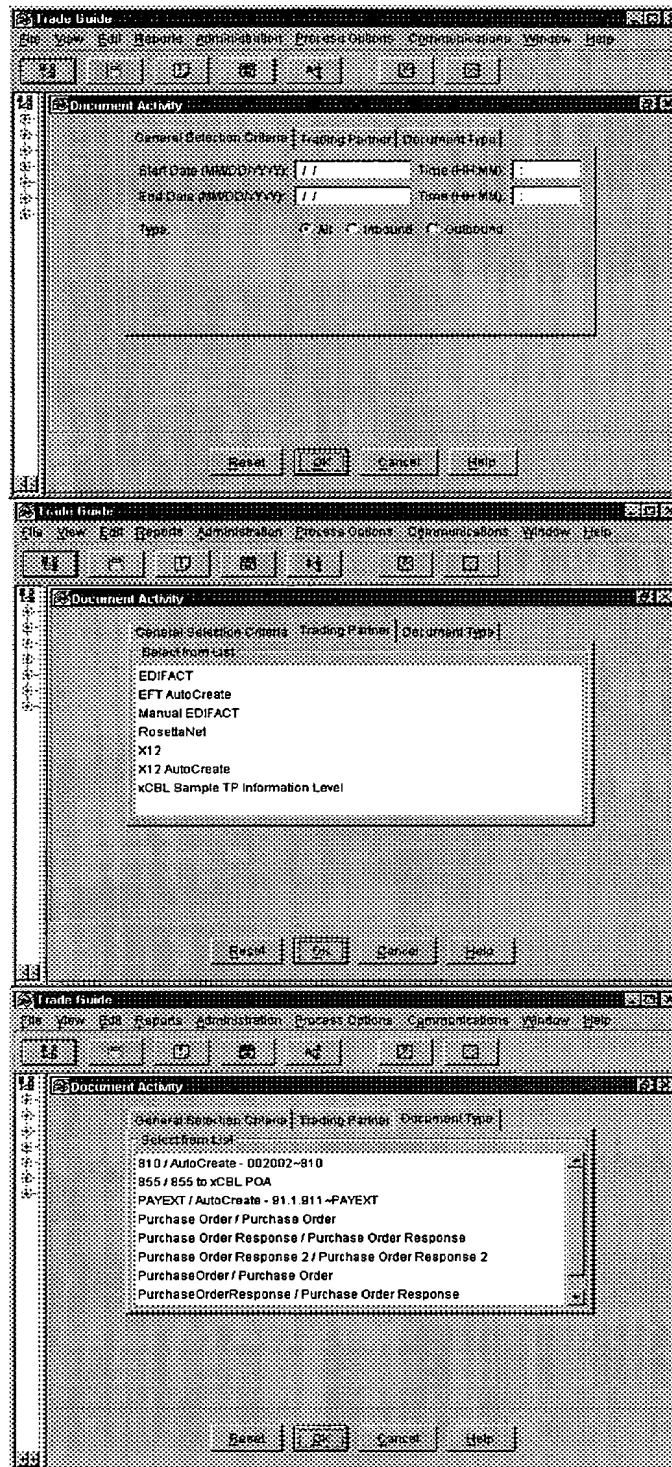 Trade Guide
File View Edit Reports Administration Process Options Communications Window Help
Document Activity
General Selection Criteria Trading Partner Document Type
Start Date (MM/DD/YYYY): / / Time (HH:MM): :
End Date (MM/DD/YYYY): / / Time (HH:MM): :
Type All Inbound Outbound
Reset OK Cancel Help
Trade Guide
File View Edit Reports Administration Process Options Communications Window Help
Document Activity
General Selection Criteria Trading Partner Document Type
Select from List
EDIFACT
EFT AutoCreate
Manual EDIFACT
RosettaNet
X12
X12 AutoCreate
xCBL Sample TP Information Level
Reset OK Cancel Help
Trade Guide
File View Edit Reports Administration Process Options Communications Window Help
Document Activity
General Selection Criteria Trading Partner Document Type
Select from List
810 / AutoCreate - 002002~810
855 / 855 to xCBL POA
PAYEXT / AutoCreate - 91.1.911~PAYEXT
Purchase Order / Purchase Order
Purchase Order Response / Purchase Order Response
Purchase Order Response 2 / Purchase Order Response 2
PurchaseOrder / Purchase Order
PurchaseOrderResponse / Purchase Order Response
Reset OK Cancel Help